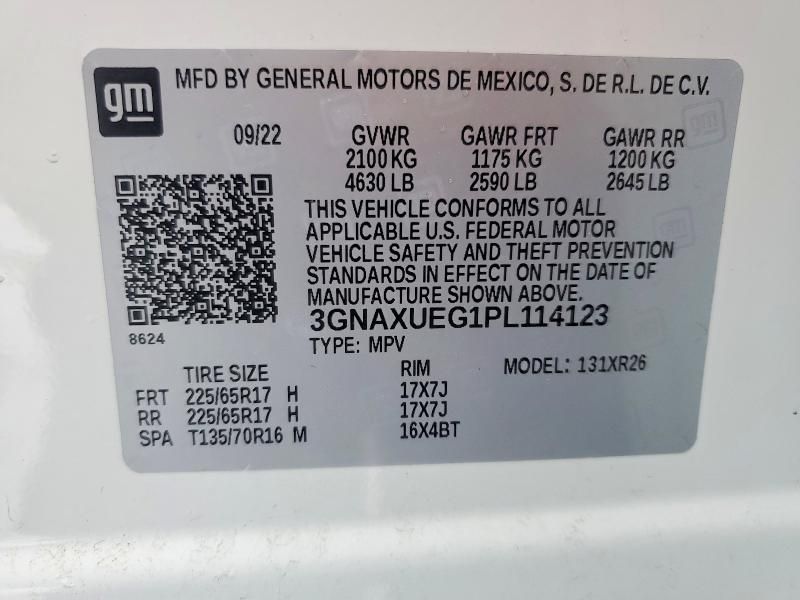 gm
MFD BY GENERAL MOTORS DE MEXICO, S. DE R.L. DE C.V.
09/22 GVWR GAWR FRT GAWR RR
2100 KG 1175 KG 1200 KG
4630 LB 2590 LB 2645 LB
THIS VEHICLE CONFORMS TO ALL
APPLICABLE U.S. FEDERAL MOTOR
VEHICLE SAFETY AND THEFT PREVENTION
STANDARDS IN EFFECT ON THE DATE OF
MANUFACTURE SHOWN ABOVE.
3GNAXUEG1PL114123
8624
TYPE: MPV
TIRE SIZE RIM MODEL: 131XR26
FRT 225/65R17 H 17X7J
RR 225/65R17 H 17X7J
SPA T135/70R16 M 16X4BT